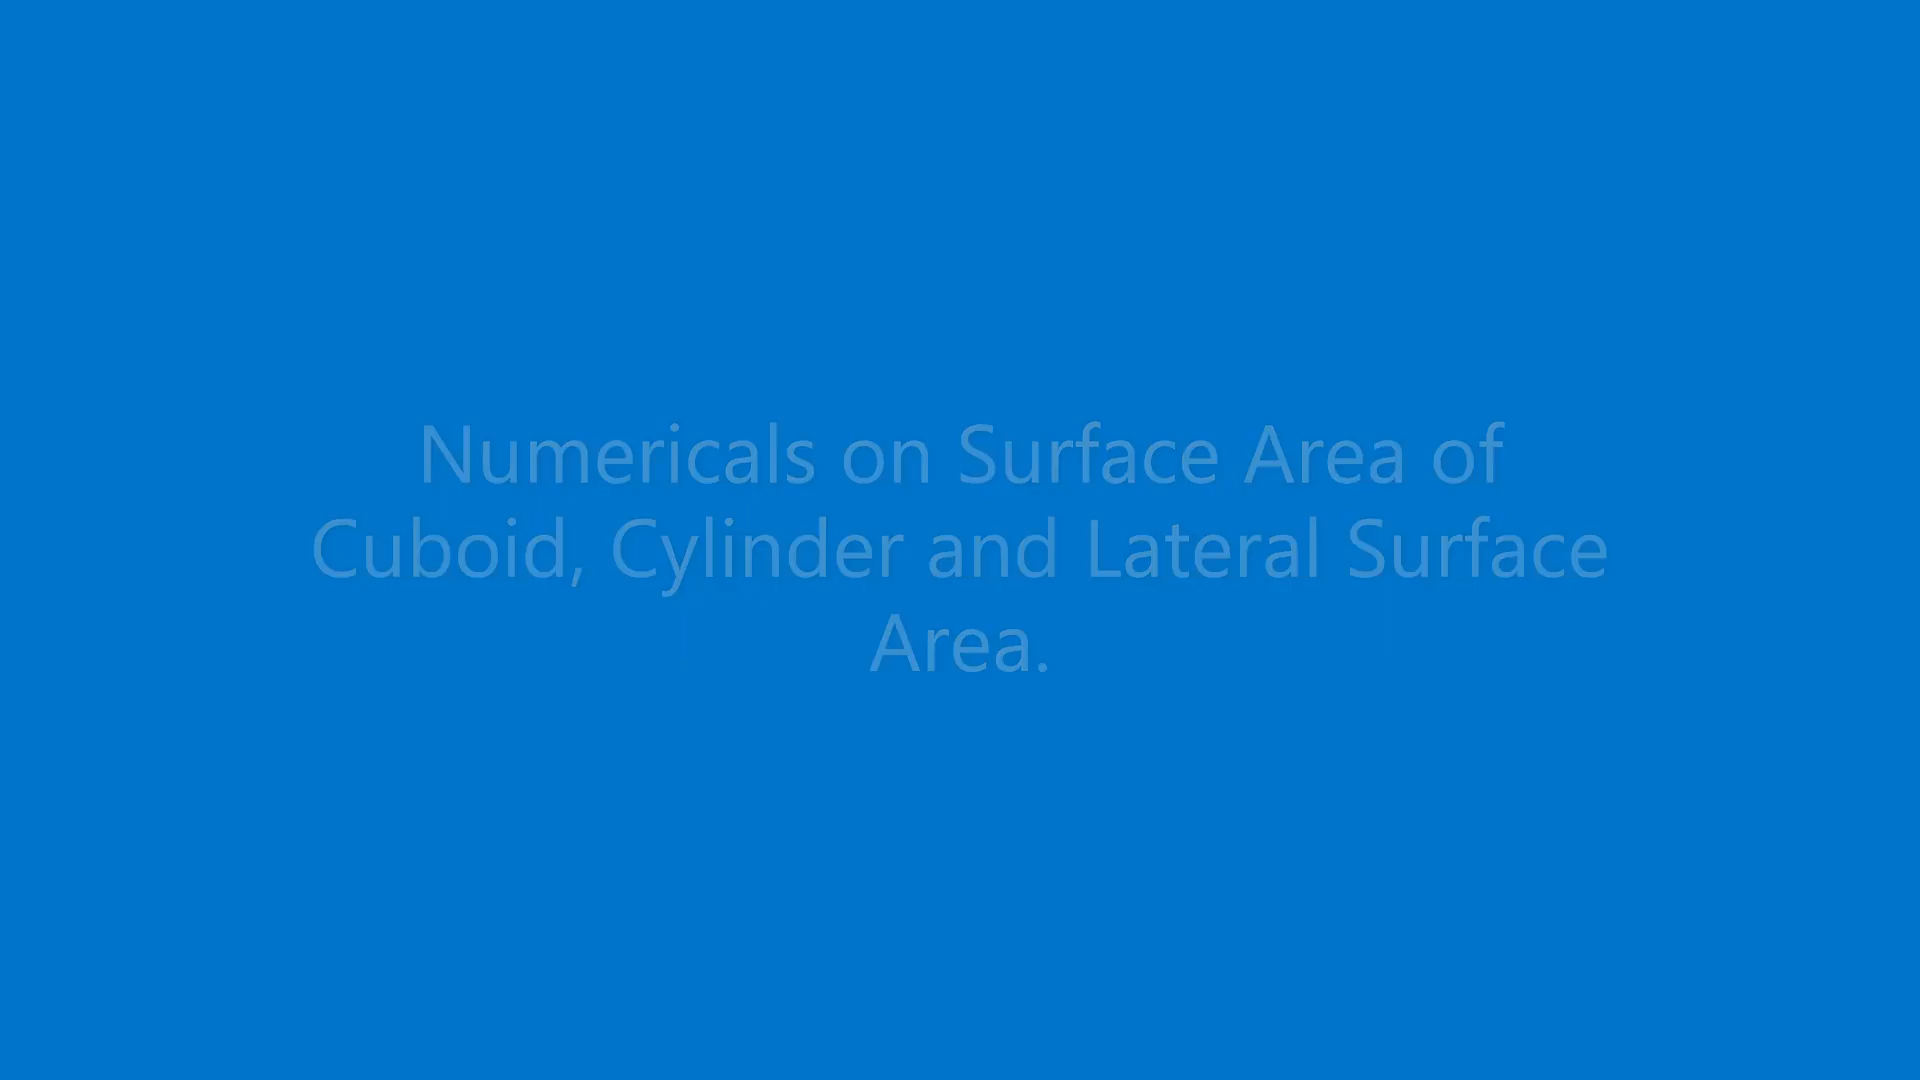 Numericals on Surface Area of
Cuboid, Cylinder and Lateral Surface
Area.